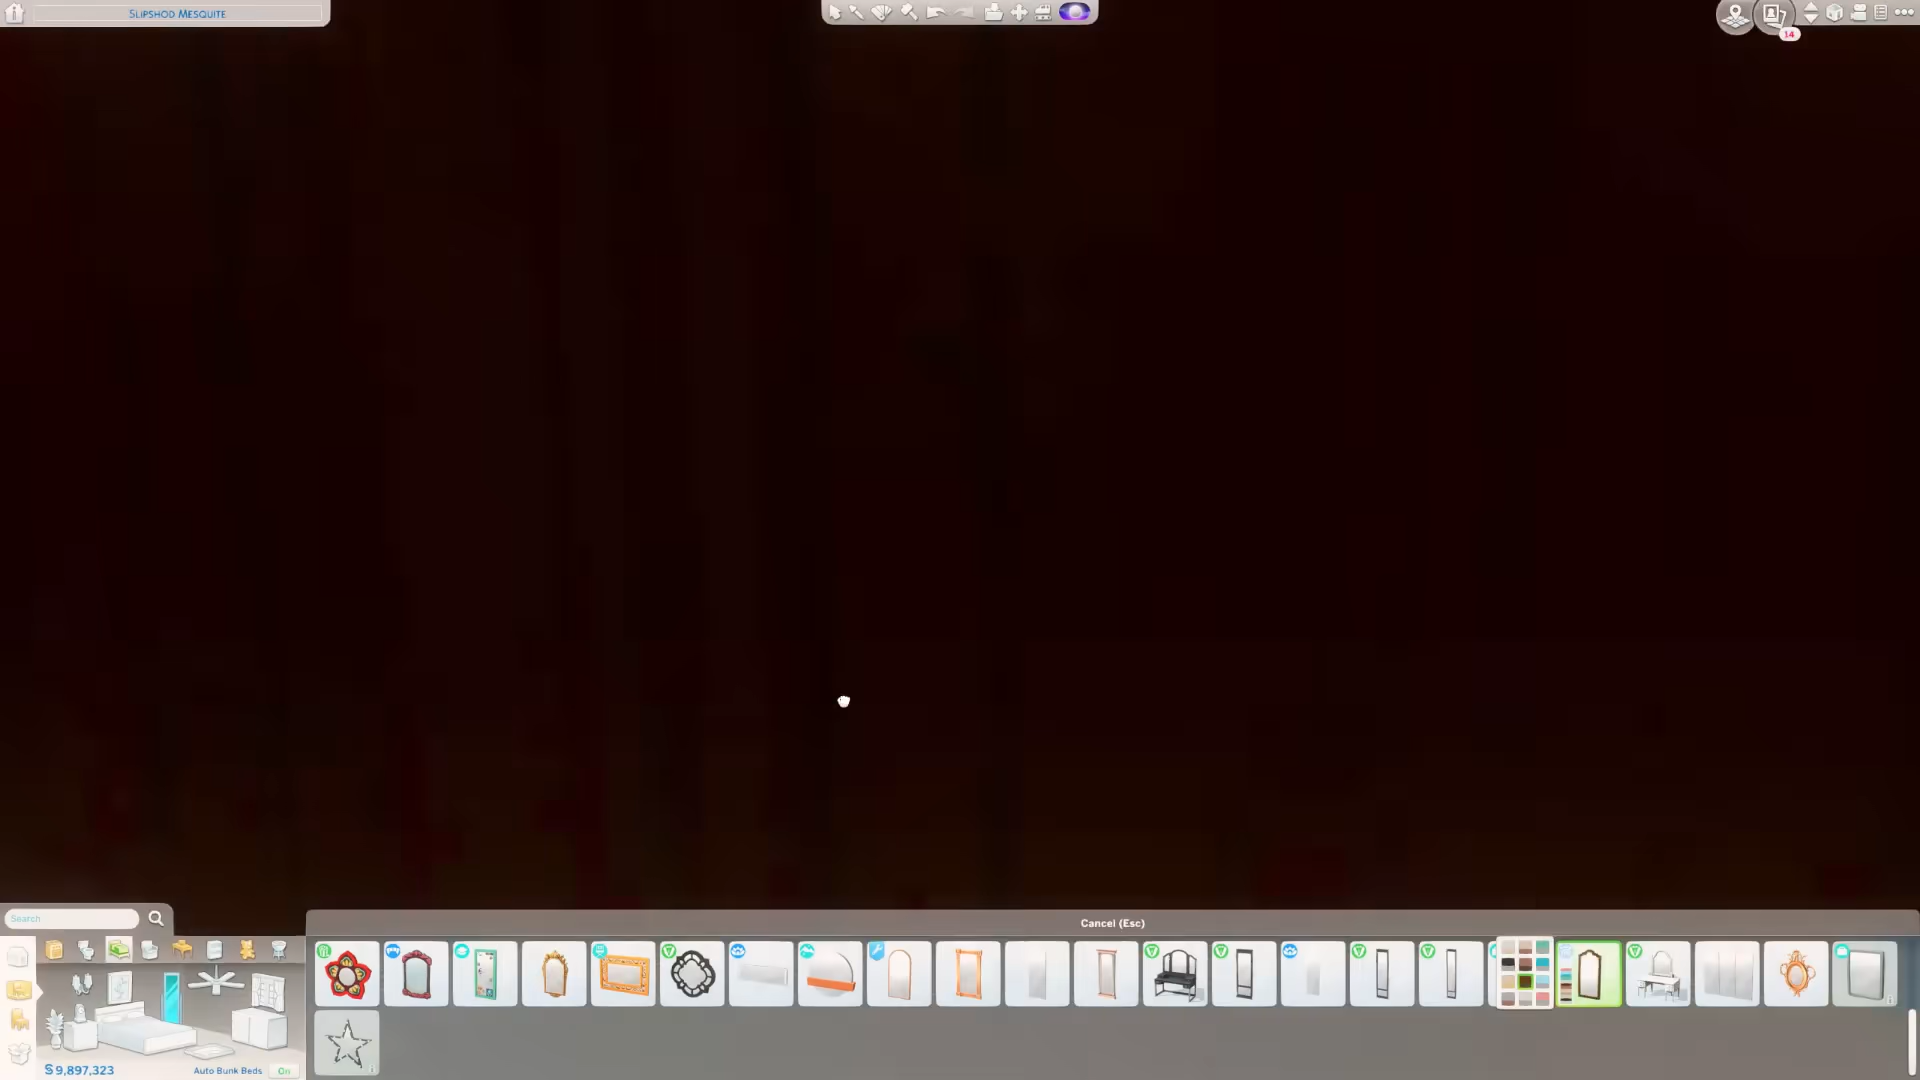 Slipshod Mesquite
14
Cancel (Esc)
Search
$9,897,323
Auto Bunk Beds On